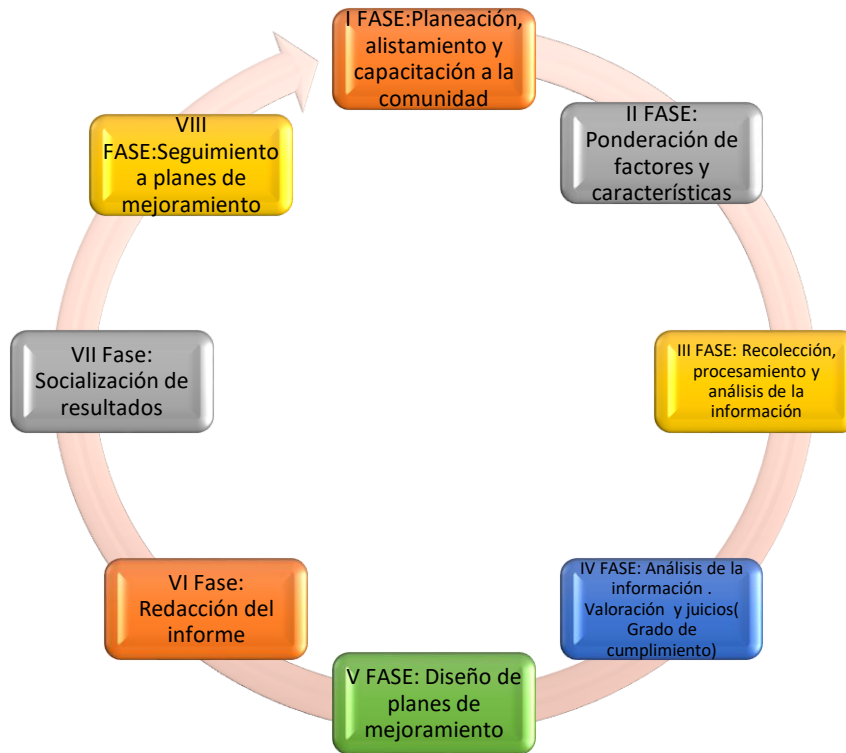 I FASE:Planeación,
alistamiento y
capacitación a la
comunidad
II FASE:
Ponderación de
factores y
características
III FASE: Recolección,
procesamiento y
análisis de la
información
IV FASE: Análisis de la
información .
Valoración y juicios(
Grado de
cumplimiento)
V FASE: Diseño de
planes de
mejoramiento
VI Fase:
Redacción del
informe
VII Fase:
Socialización de
resultados
VIII
FASE:Seguimiento
a planes de
mejoramiento